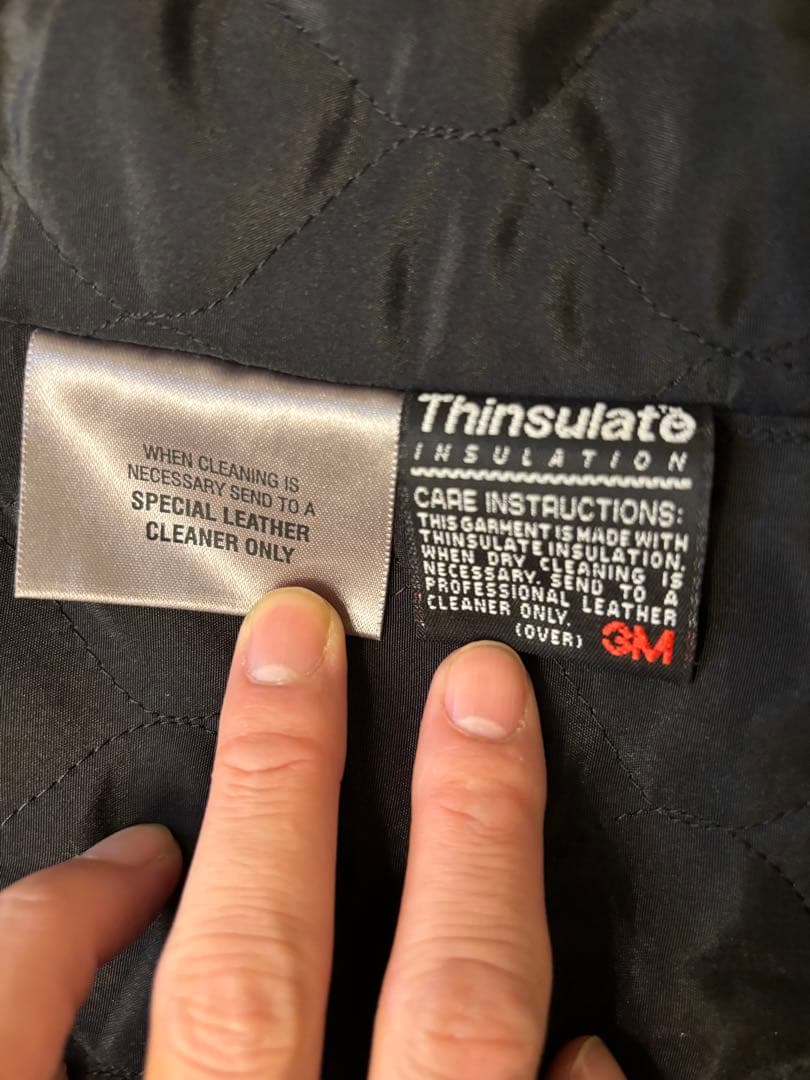 WHEN CLEANING IS
NECESSARY SEND TO A
SPECIAL LEATHER
CLEANER ONLY
Thinsulate™
INSULATION
CARE INSTRUCTIONS:
THIS GARMENT IS MADE WITH
THINSULATE INSULATION.
WHEN DRY CLEANING IS
NECESSARY, SEND TO A
PROFESSIONAL LEATHER
CLEANER ONLY.
(OVER) 3M